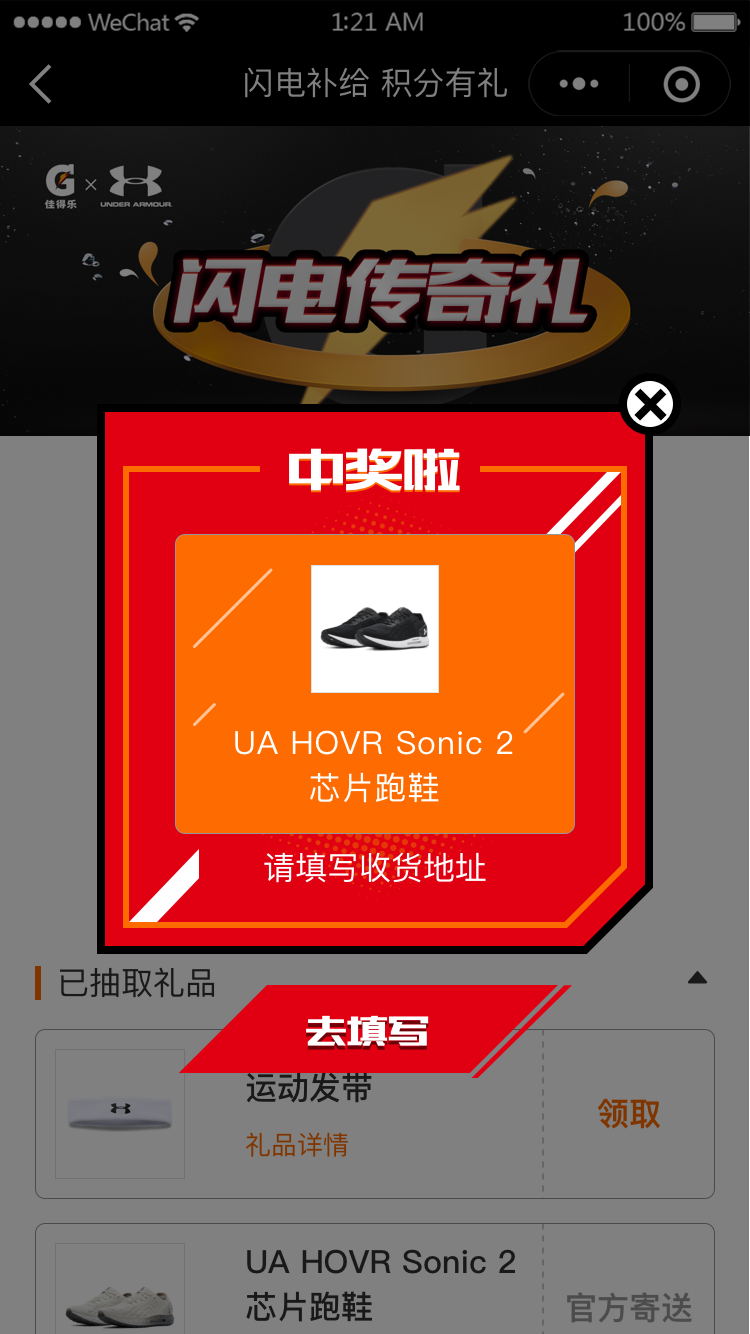 WeChat 1:21 AM 100%
闪电补给 积分有礼
G × UNDER ARMOUR
佳得乐
闪电传奇礼
中奖啦
UA HOVR Sonic 2
芯片跑鞋
请填写收货地址
已抽取礼品
去填写
运动发带
礼品详情
领取
UA HOVR Sonic 2
芯片跑鞋
官方寄送